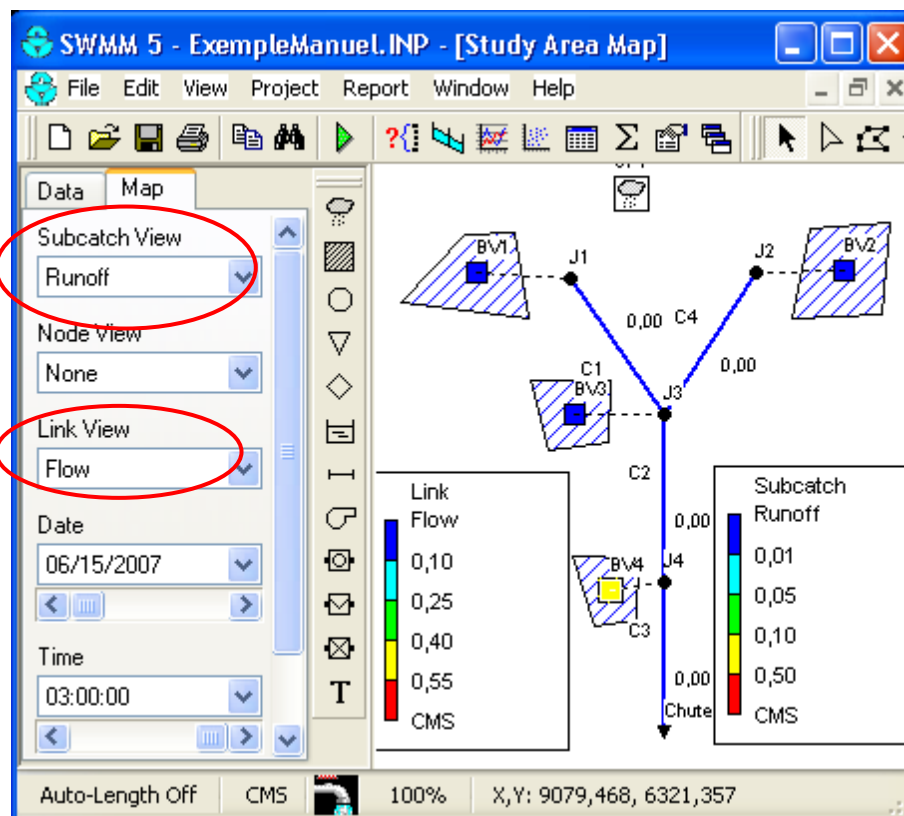 SWMM 5 - ExempleManuel.INP - [Study Area Map]
File Edit View Project Report Window Help
Data Map
Subcatch View
Runoff
Node View
None
Link View
Flow
Date
06/15/2007
Time
03:00:00
T
BV1
J1
J2
BV2
0,00 C4
0,00
C1
BV3
J3
C2
0,00
BV4
J4
C3
0,00
Chute
Link
Flow
0,10
0,25
0,40
0,55
CMS
Subcatch
Runoff
0,01
0,05
0,10
0,50
CMS
Auto-Length Off CMS 100% X,Y: 9079,468, 6321,357